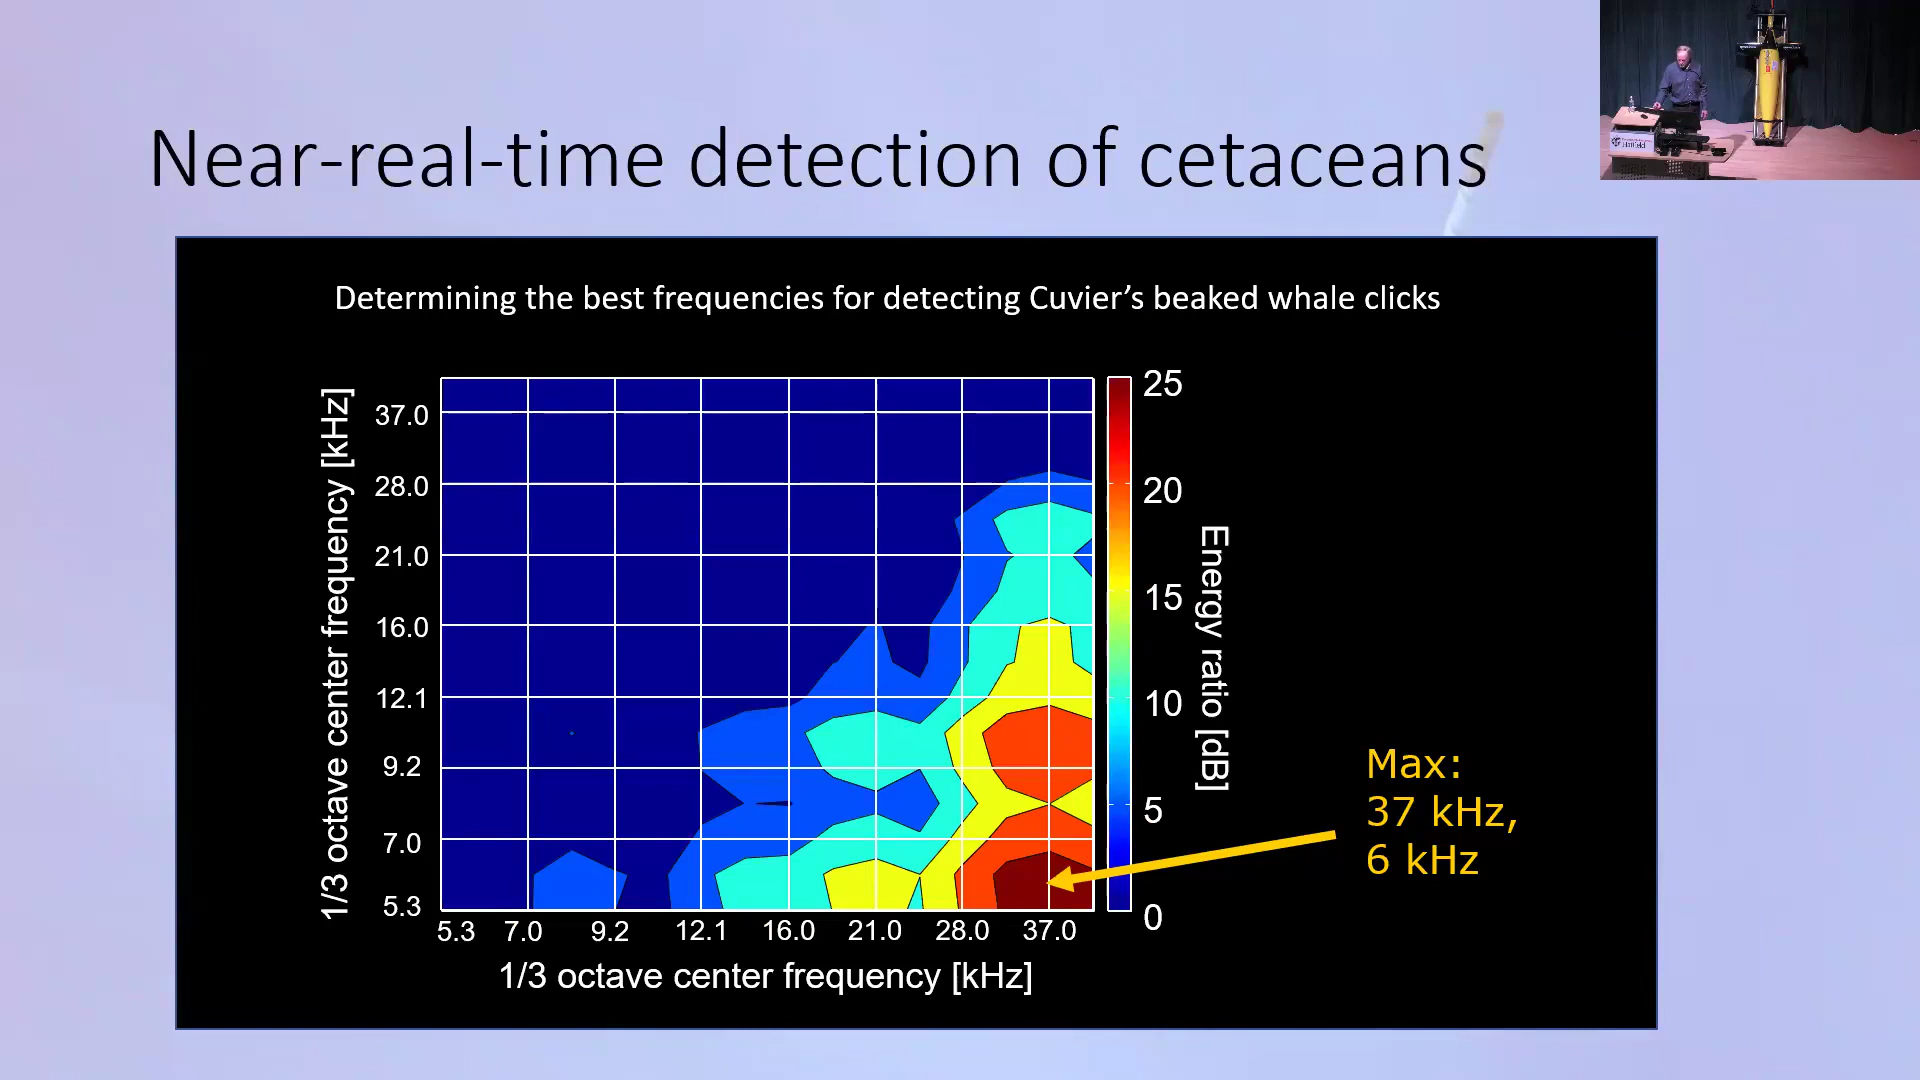 Near-real-time detection of cetaceans
Determining the best frequencies for detecting Cuvier's beaked whale clicks
1/3 octave center frequency [kHz]
37.0
28.0
21.0
16.0
12.1
9.2
7.0
5.3
5.3 7.0 9.2 12.1 16.0 21.0 28.0 37.0
1/3 octave center frequency [kHz]
25
20
15
10
5
0
Energy ratio [dB]
Max:
37 kHz,
6 kHz